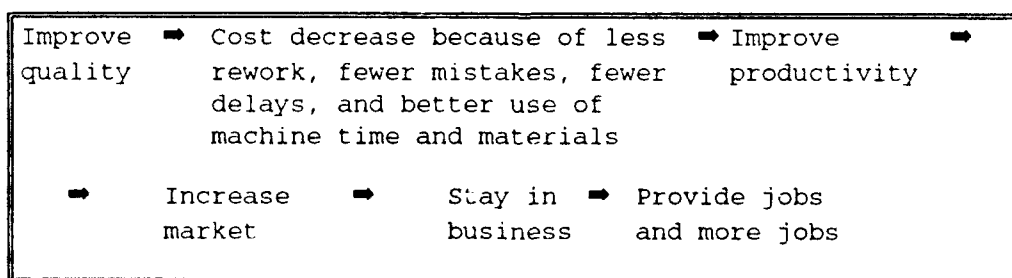 Improve ➡ Cost decrease because of less ➡ Improve ➡
quality rework, fewer mistakes, fewer productivity
delays, and better use of
machine time and materials
➡ Increase ➡ Stay in ➡ Provide jobs
market business and more jobs